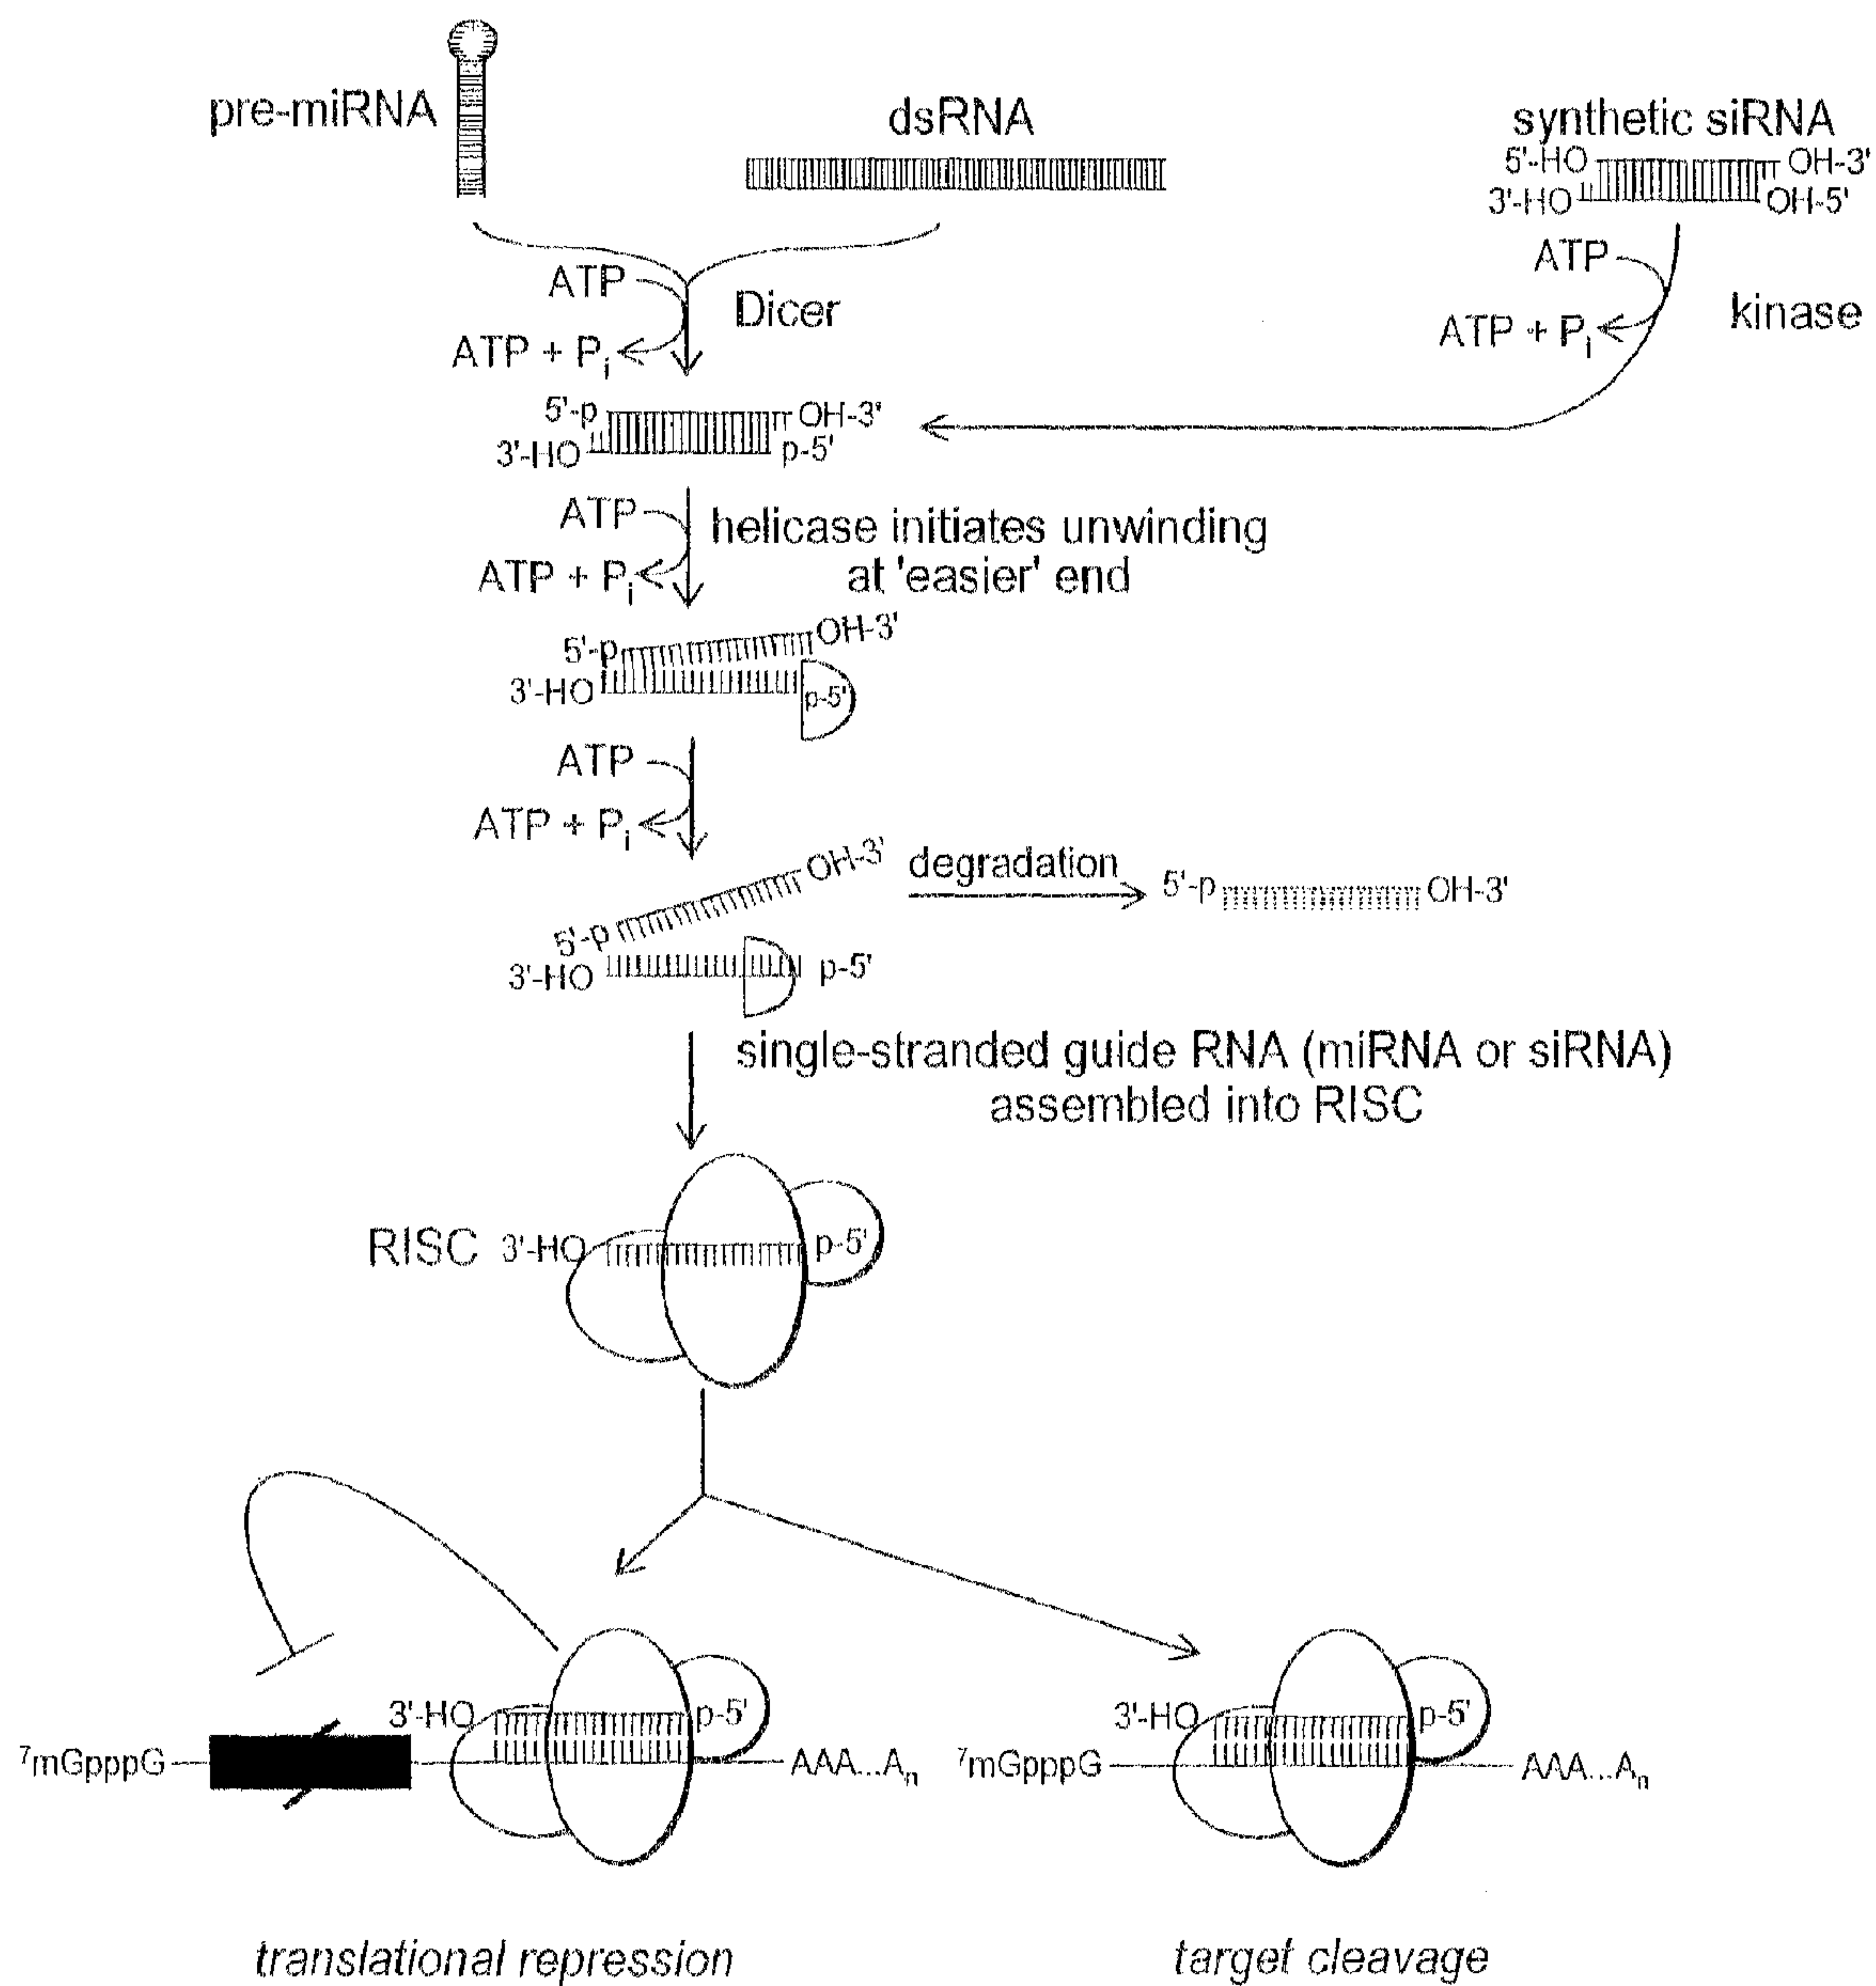 pre-miRNA
dsRNA
synthetic siRNA
5'-HO OH-3'
3'-HO OH-5'
ATP
Dicer
ATP + Pi
ATP
kinase
ATP + Pi
5'-p OH-3'
3'-HO p-5'
ATP
helicase initiates unwinding
at 'easier' end
ATP + Pi
5'-p OH-3'
3'-HO p-5'
ATP
ATP + Pi
5'-p OH-3'
3'-HO p-5'
degradation
5'-p OH-3'
single-stranded guide RNA (miRNA or siRNA)
assembled into RISC
RISC 3'-HO p-5'
3'-HO p-5'
⁷mGpppG AAA...An
3'-HO p-5'
⁷mGpppG AAA...An
translational repression
target cleavage